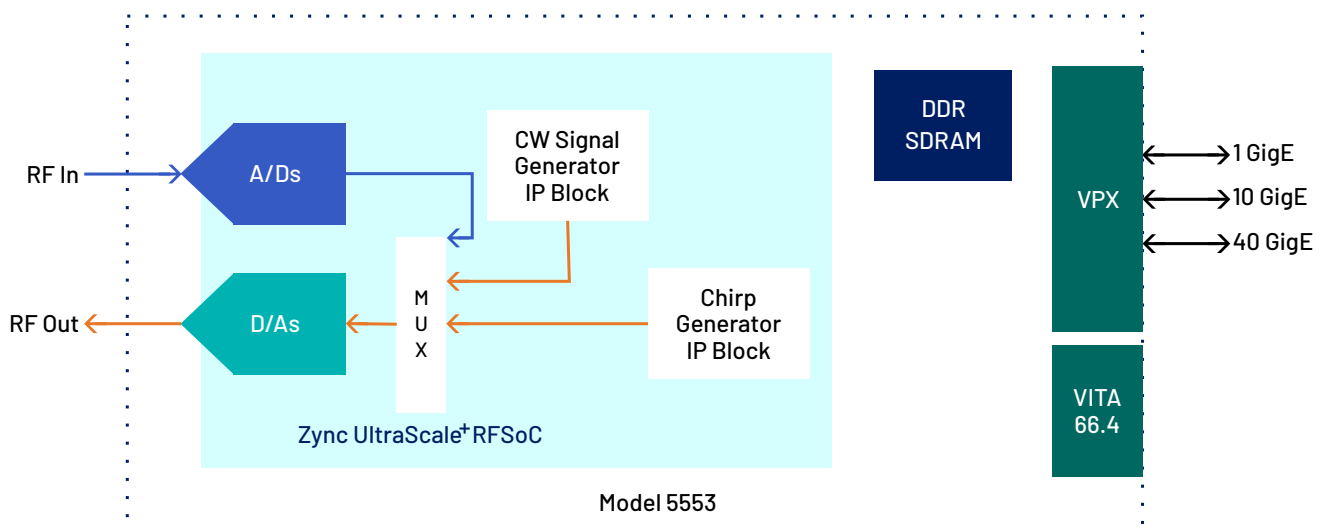 RF In
A/Ds
CW Signal
Generator
IP Block
DDR
SDRAM
VPX
1 GigE
10 GigE
40 GigE
RF Out
D/As
M
U
X
Chirp
Generator
IP Block
VITA
66.4
Zync UltraScale+ RFSoC
Model 5553